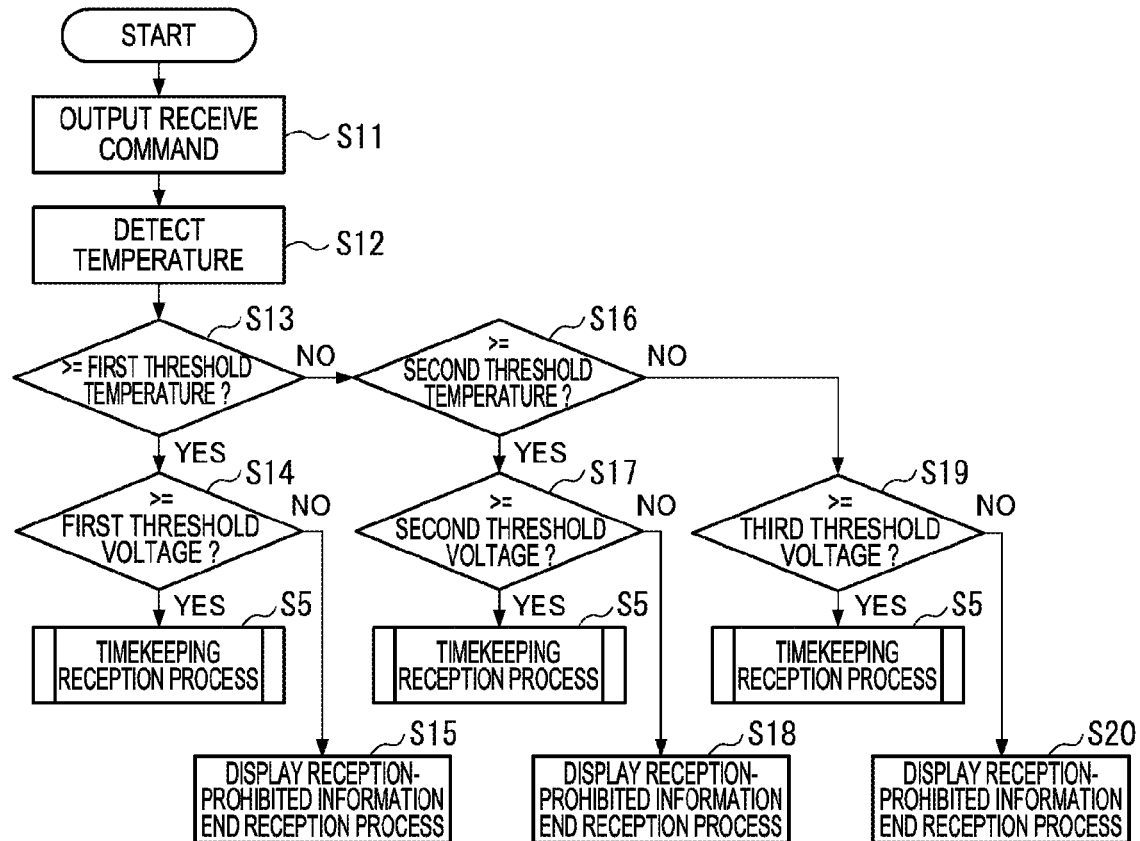 START
OUTPUT RECEIVE
COMMAND
S11
DETECT
TEMPERATURE
S12
S13
>= FIRST THRESHOLD
TEMPERATURE ?
NO
YES
S16
>=
SECOND THRESHOLD
TEMPERATURE ?
NO
YES
S14
>=
FIRST THRESHOLD
VOLTAGE ?
NO
YES
S17
>=
SECOND THRESHOLD
VOLTAGE ?
NO
YES
S19
>=
THIRD THRESHOLD
VOLTAGE ?
NO
YES
S5
TIMEKEEPING
RECEPTION PROCESS
S5
TIMEKEEPING
RECEPTION PROCESS
S5
TIMEKEEPING
RECEPTION PROCESS
S15
DISPLAY RECEPTION-
PROHIBITED INFORMATION
END RECEPTION PROCESS
S18
DISPLAY RECEPTION-
PROHIBITED INFORMATION
END RECEPTION PROCESS
S20
DISPLAY RECEPTION-
PROHIBITED INFORMATION
END RECEPTION PROCESS